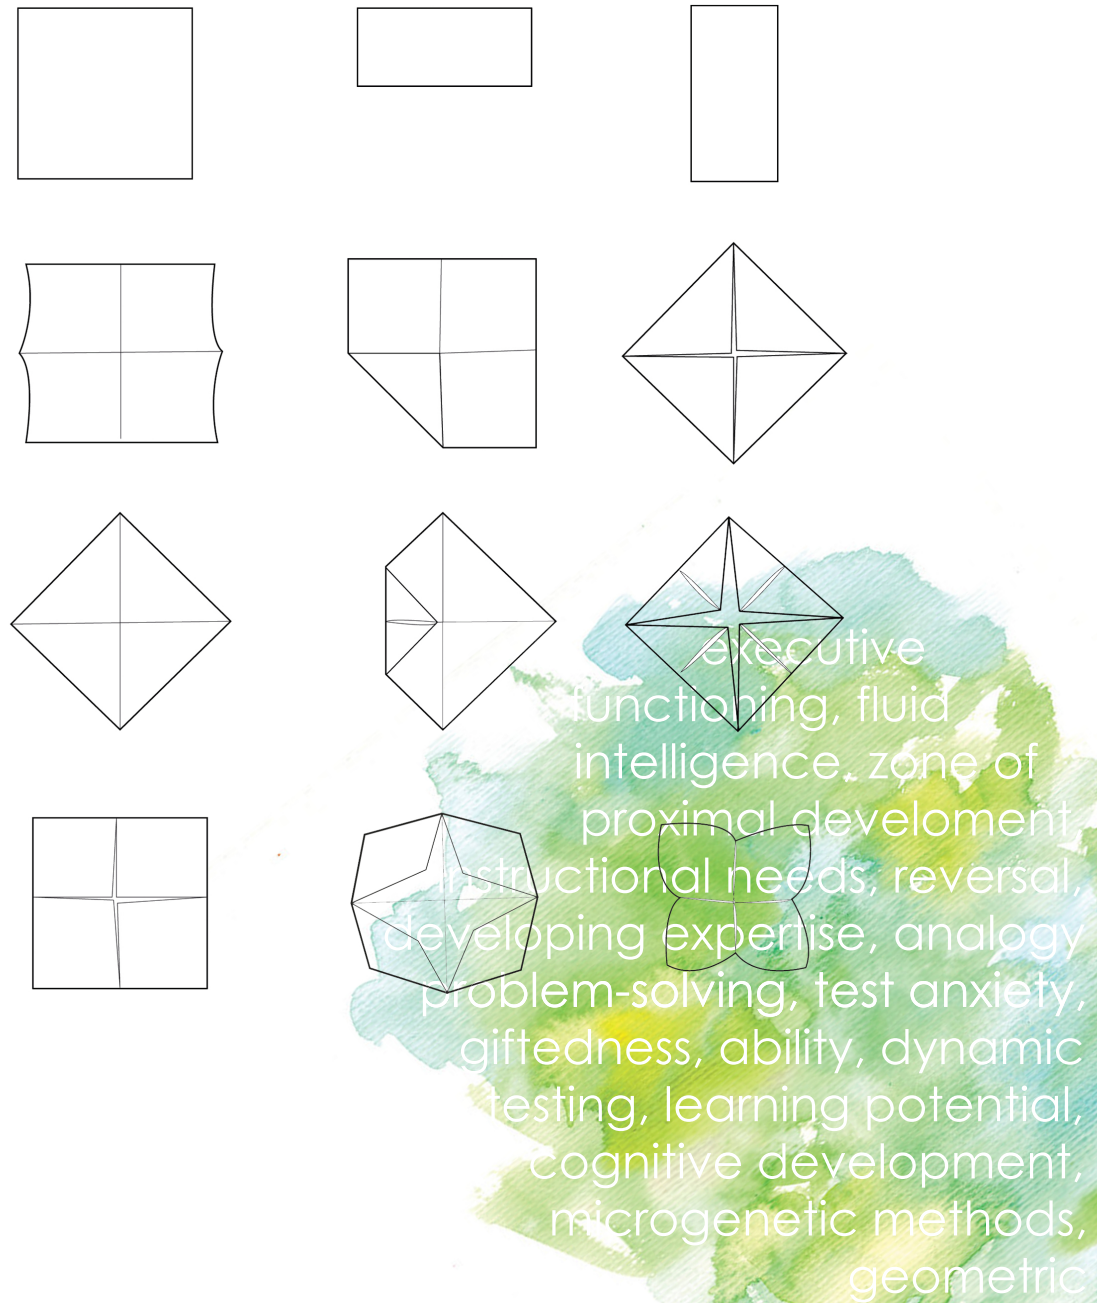 executive
functioning, fluid
intelligence, zone of
proximal develoment,
instructional needs, reversal,
developing expertise, analogy
problem-solving, test anxiety,
giftedness, ability, dynamic
testing, learning potential,
cognitive development,
microgenetic methods,
geometric